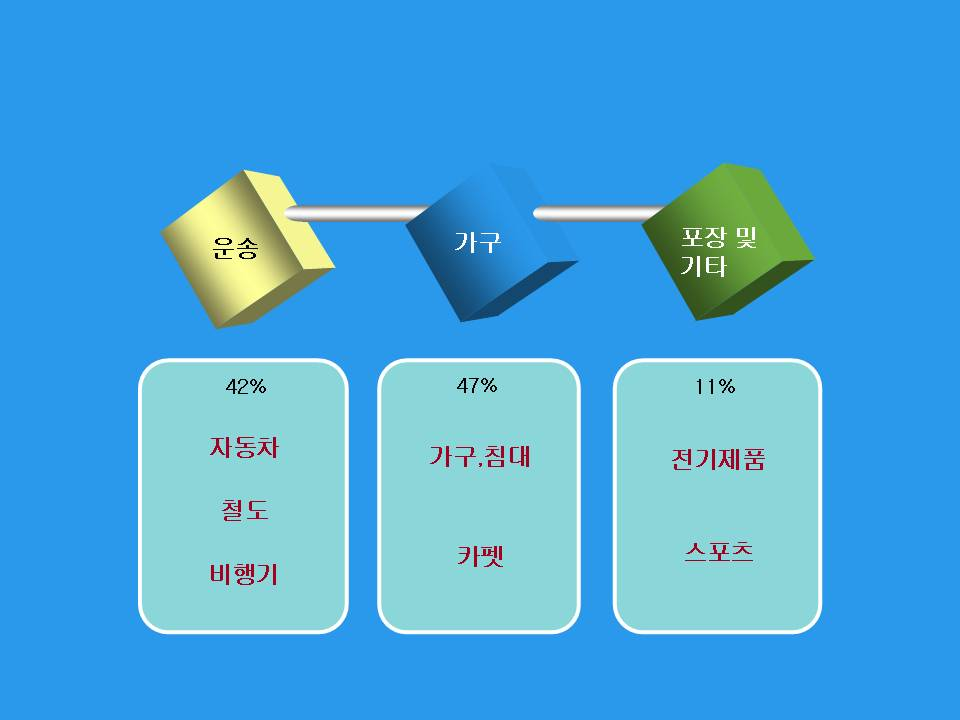 운송
가구
포장 및
기타
42%
자동차
철도
비행기
47%
가구,침대
카펫
11%
전기제품
스포츠